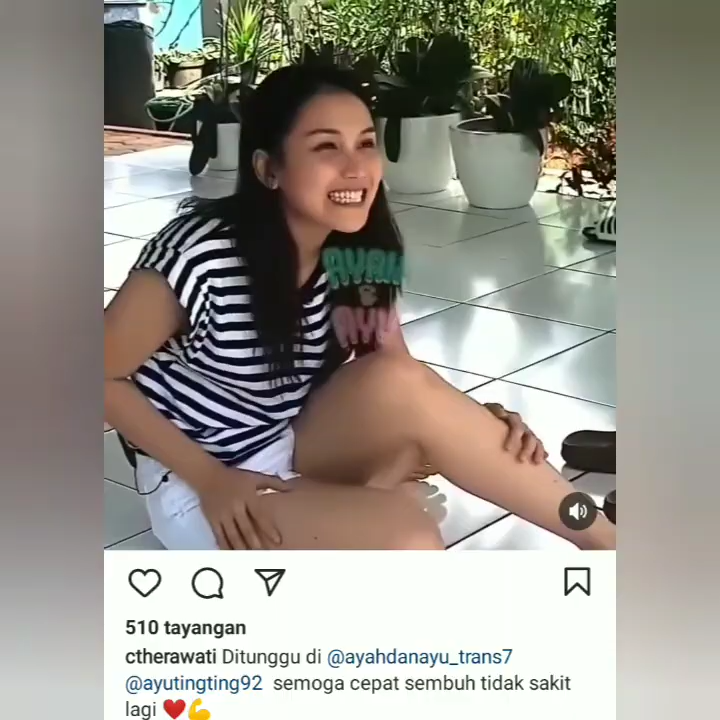 AYAH
&
AYU
510 tayangan
ctherawati Ditunggu di @ayahdanayu_trans7
@ayutingting92 semoga cepat sembuh tidak sakit
lagi ❤️💪